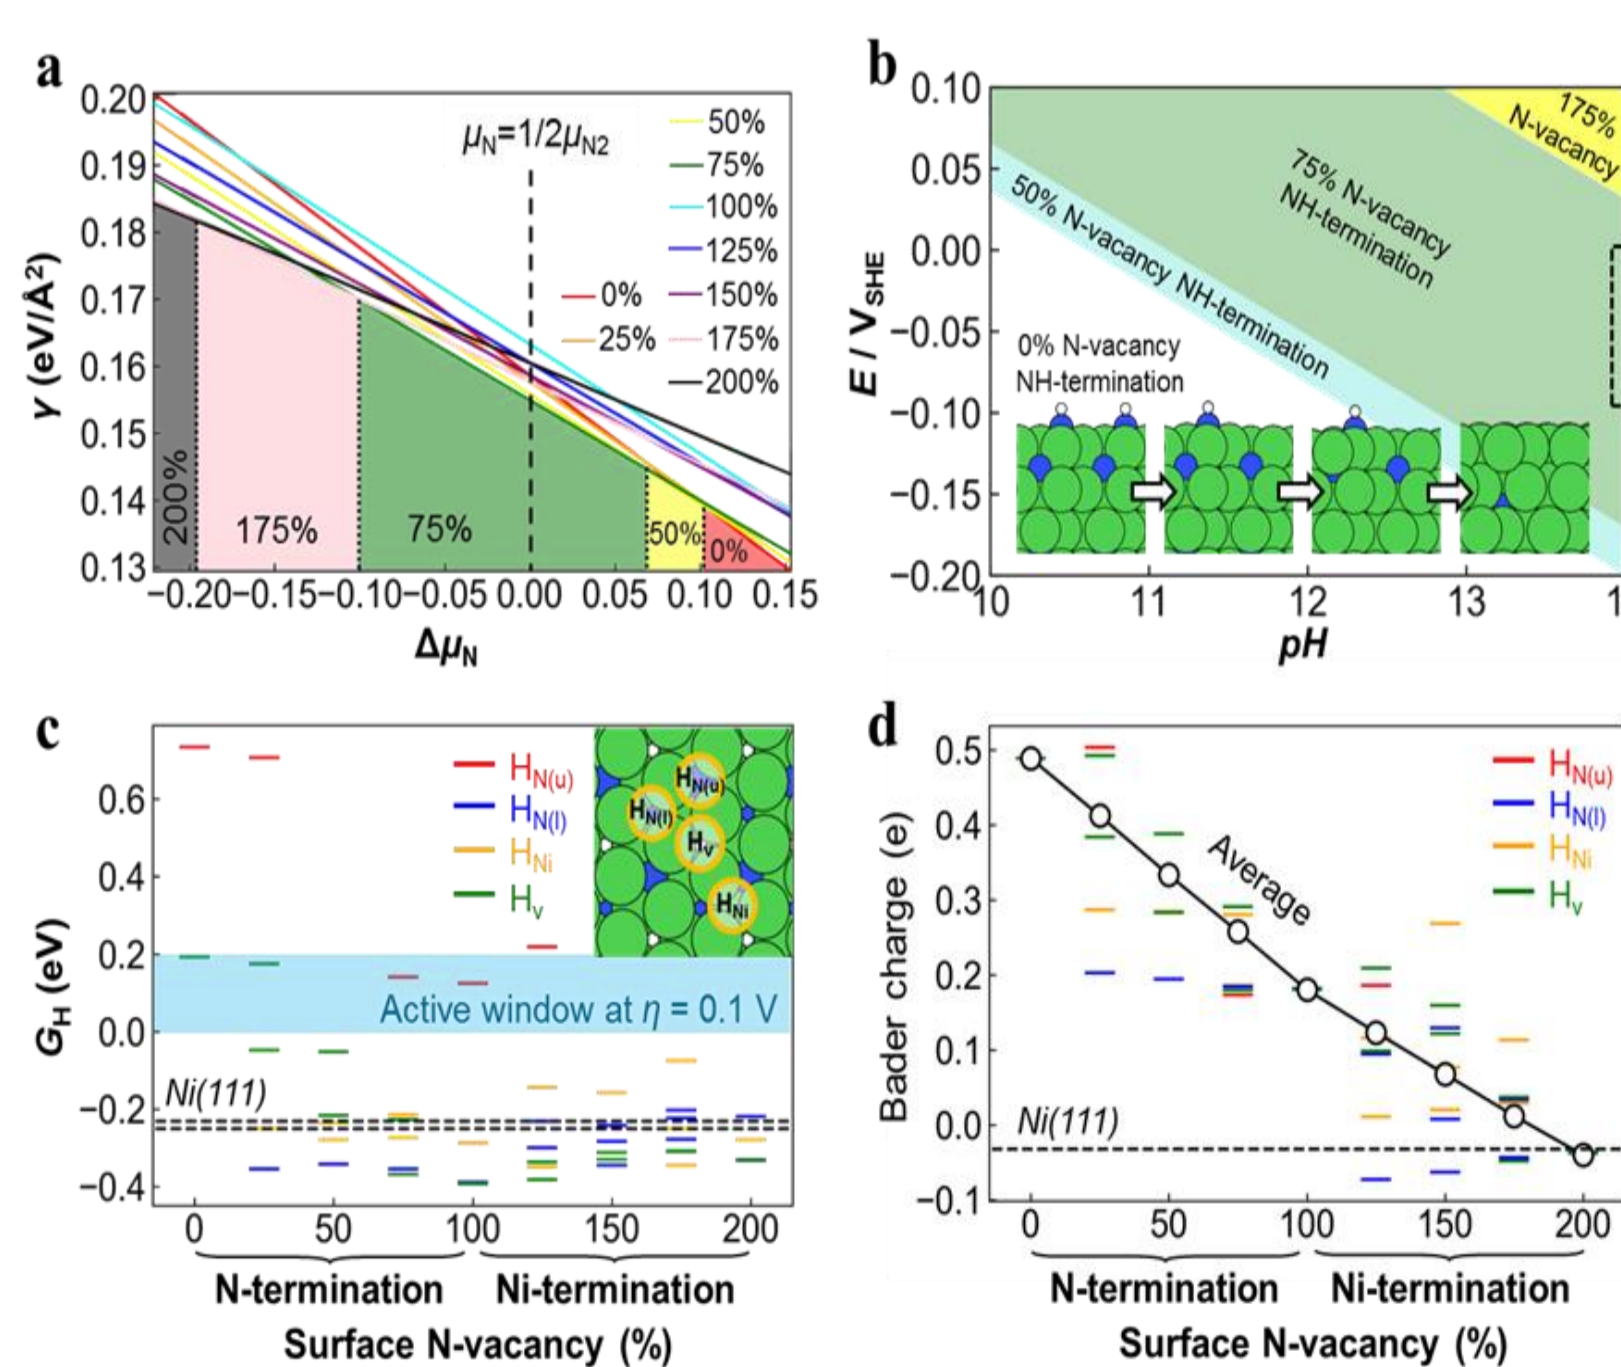 a
0.20
0.19
0.18
0.17
0.16
0.15
0.14
0.13
γ (eV/Å²)
μN=1/2μN2
50%
75%
100%
125%
150%
175%
200%
0%
25%
200%
175%
75%
50%
0%
−0.20 −0.15 −0.10 −0.05 0.00 0.05 0.10 0.15
ΔμN
b
0.10
0.05
0.00
−0.05
−0.10
−0.15
−0.20
E / VSHE
175%
N-vacancy
75% N-vacancy
NH-termination
50% N-vacancy NH-termination
0% N-vacancy
NH-termination
10 11 12 13
pH
c
0.6
0.4
0.2
0.0
−0.2
−0.4
GH (eV)
HN(u)
HN(l)
HNi
Hv
HN(u)
HN(l)
Hv
HNi
Active window at η = 0.1 V
Ni(111)
0 50 100 150 200
N-termination Ni-termination
Surface N-vacancy (%)
d
0.5
0.4
0.3
0.2
0.1
0.0
−0.1
Bader charge (e)
HN(u)
HN(l)
HNi
Hv
Average
Ni(111)
0 50 100 150 200
N-termination Ni-termination
Surface N-vacancy (%)